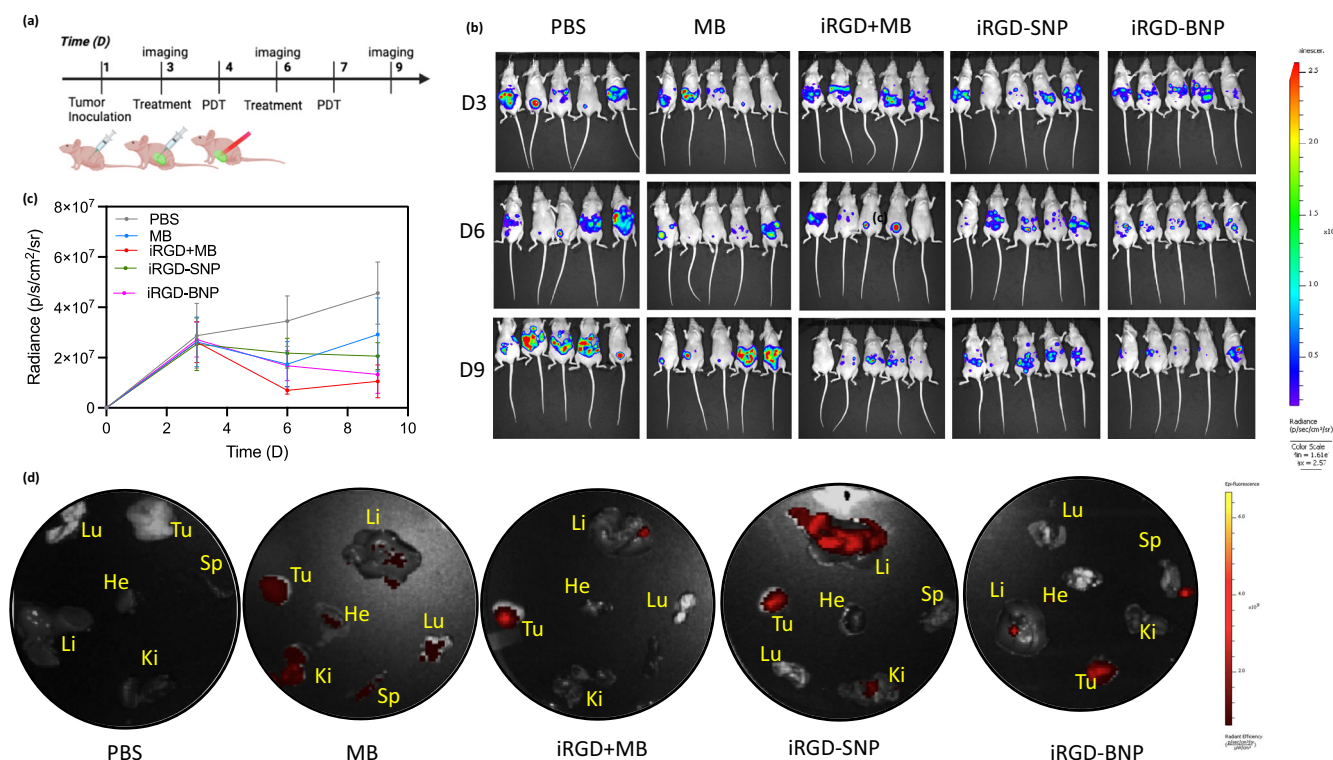 (a)
Time (D)
imaging imaging imaging
1 3 4 6 7 9
Tumor
Inoculation
Treatment PDT Treatment PDT
(b)
PBS MB iRGD+MB iRGD-SNP iRGD-BNP
D3
D6
(c)
D9
2.5
2.0
1.5
1.0
0.5
Radiance
(p/sec/cm²/sr)
Color Scale
(c)
8×10⁷
6×10⁷
4×10⁷
2×10⁷
0
Radiance (p/s/cm²/sr)
PBS
MB
iRGD+MB
iRGD-SNP
iRGD-BNP
0 2 4 6 8 10
Time (D)
(d)
Lu Tu Sp He Li Ki
PBS
Li Tu He Lu Ki Sp
MB
Li He Lu Tu Ki
iRGD+MB
Li He Sp Tu Lu Ki
iRGD-SNP
Lu Sp Li He Ki Tu
iRGD-BNP
Epi-fluorescence
6.0
4.0
2.0
Radiant Efficiency